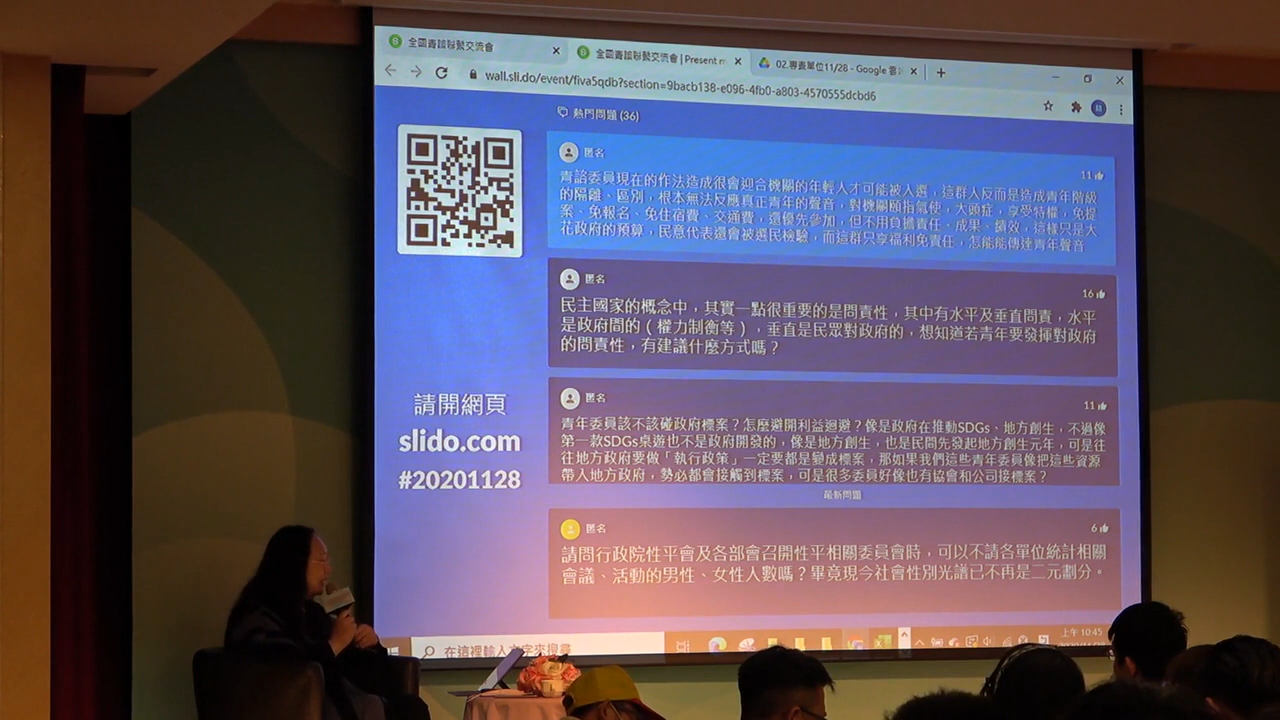 全國青諮聯繫交流會
全國青諮聯繫交流會 | Present m
02.專責單位11/28 - Google 雲
wall.sli.do/event/fiva5qdb?section=9bacb138-e096-4fb0-a803-4570555dcbd6
熱門問題 (36)
匿名
11
青諮委員現在的作法造成很會迎合機關的年輕人才可能被入選，這群人反而是造成青年階級
的隔離、區別，根本無法反應真正青年的聲音，對機關頤指氣使，大頭症，享受特權，免提
案、免報名、免住宿費、交通費，還優先參加，但不用負擔責任、成果、績效，這樣只是大
花政府的預算，民意代表還會被選民檢驗，而這群只享福利免責任，怎能能傳達青年聲音
匿名
16
民主國家的概念中，其實一點很重要的是問責性，其中有水平及垂直問責，水平
是政府間的（權力制衡等），垂直是民眾對政府的，想知道若青年要發揮對政府
的問責性，有建議什麼方式嗎？
匿名
11
青年委員該不該碰政府標案？怎麼避開利益迴避？像是政府在推動SDGs、地方創生，不過像
第一款SDGs桌遊也不是政府開發的，像是地方創生，也是民間先發起地方創生元年，可是往
往地方政府要做「執行政策」一定要都是變成標案，那如果我們這些青年委員像把這些資源
帶入地方政府，勢必都會接觸到標案，可是很多委員好像也有協會和公司接標案？
最新問題
匿名
6
請問行政院性平會及各部會召開性平相關委員會時，可以不請各單位統計相關
會議、活動的男性、女性人數嗎？畢竟現今社會性別光譜已不再是二元劃分。
請開網頁
slido.com
#20201128
在這裡輸入文字來搜尋
上午 10:45